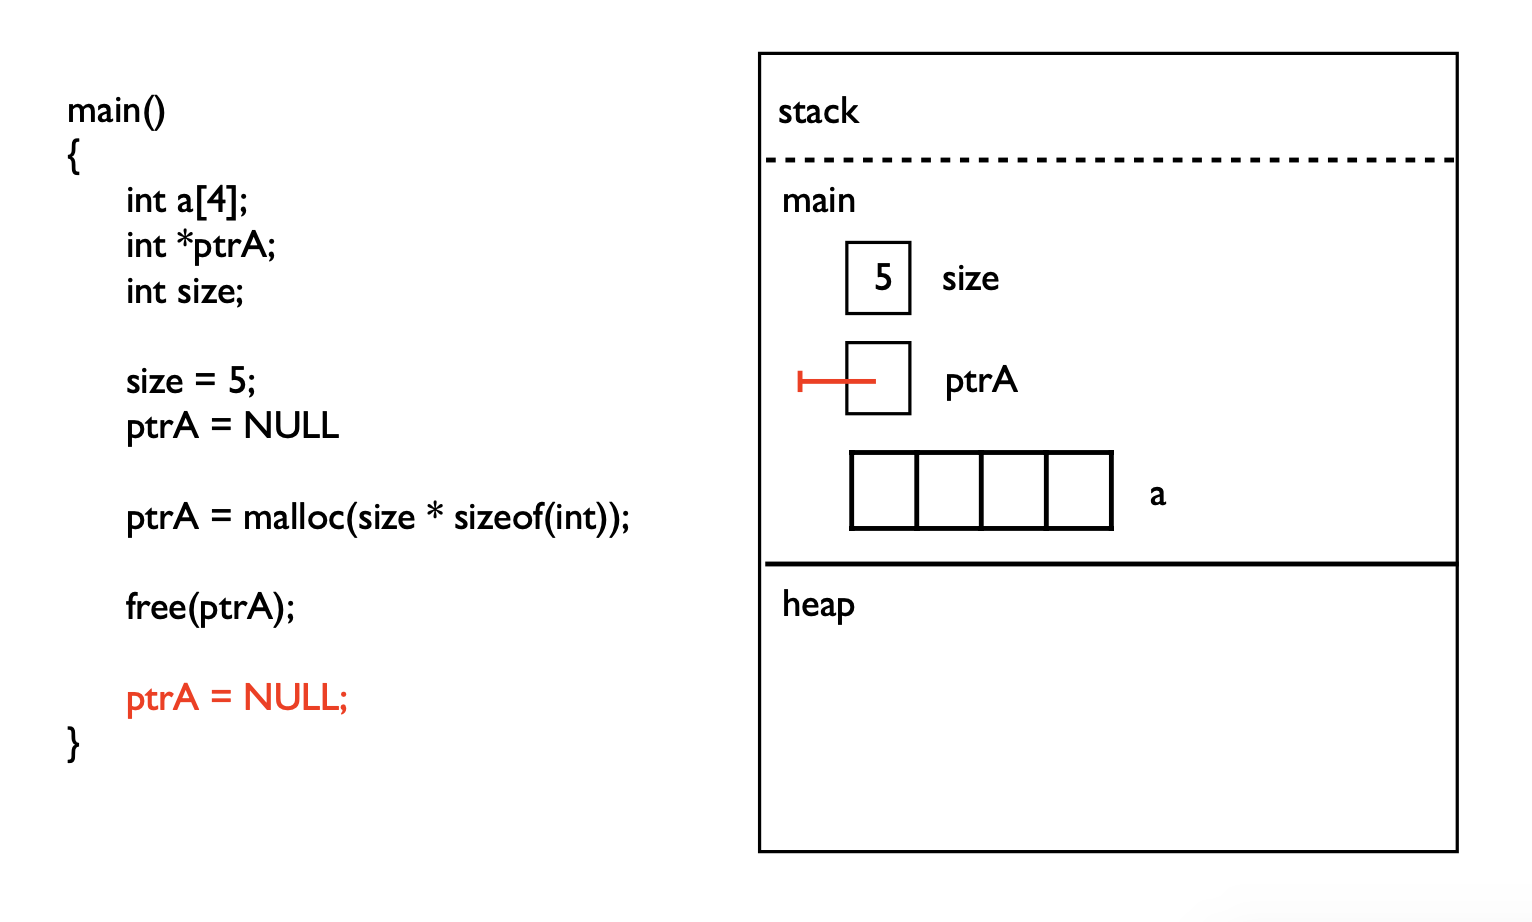 main()
{
int a[4];
int *ptrA;
int size;
size = 5;
ptrA = NULL
ptrA = malloc(size * sizeof(int));
free(ptrA);
ptrA = NULL;
}
stack
main
5 size
ptrA
a
heap